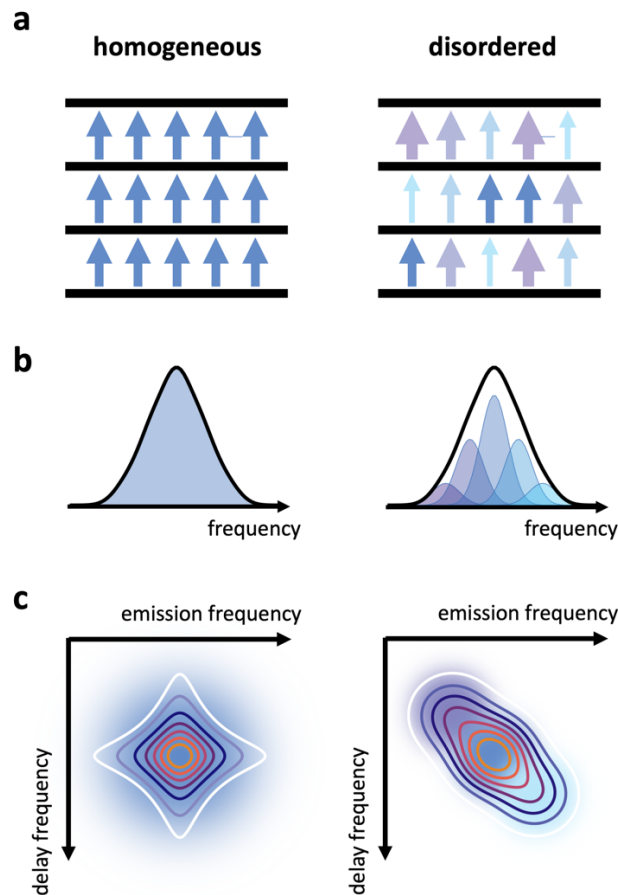 a
homogeneous disordered
b
frequency frequency
c
emission frequency emission frequency
delay frequency delay frequency